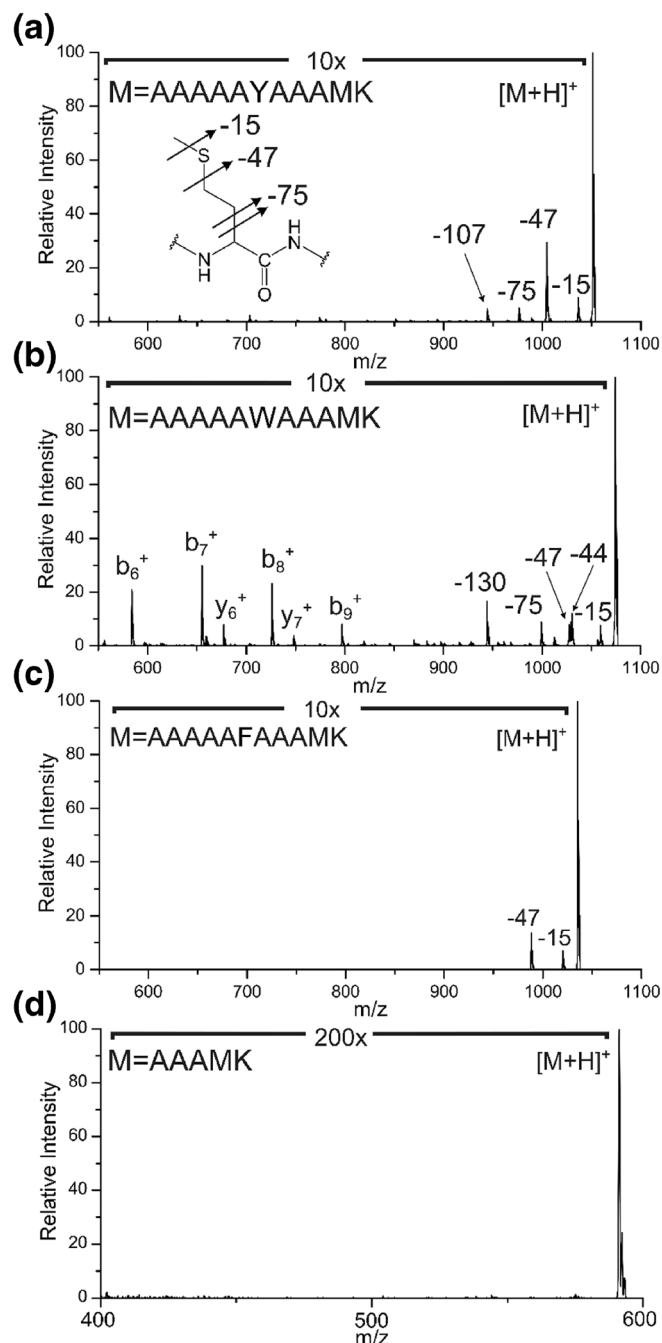 (a)
10x
M=AAAAAYAAAMK
[M+H]+
-15
S
-47
-75
N
H
C
O
H
N
-107
-75
-47
-15
Relative Intensity
100
80
60
40
20
0
600 700 800 900 1000 1100
m/z
(b)
10x
M=AAAAAWAAAMK
[M+H]+
b6+
b7+
y6+
b8+
y7+
b9+
-130
-75
-47
-44
-15
Relative Intensity
100
80
60
40
20
0
600 700 800 900 1000 1100
m/z
(c)
10x
M=AAAAAFAAAMK
[M+H]+
-47
-15
Relative Intensity
100
80
60
40
20
0
600 700 800 900 1000 1100
m/z
(d)
200x
M=AAAMK
[M+H]+
Relative Intensity
100
80
60
40
20
0
400 500 600
m/z